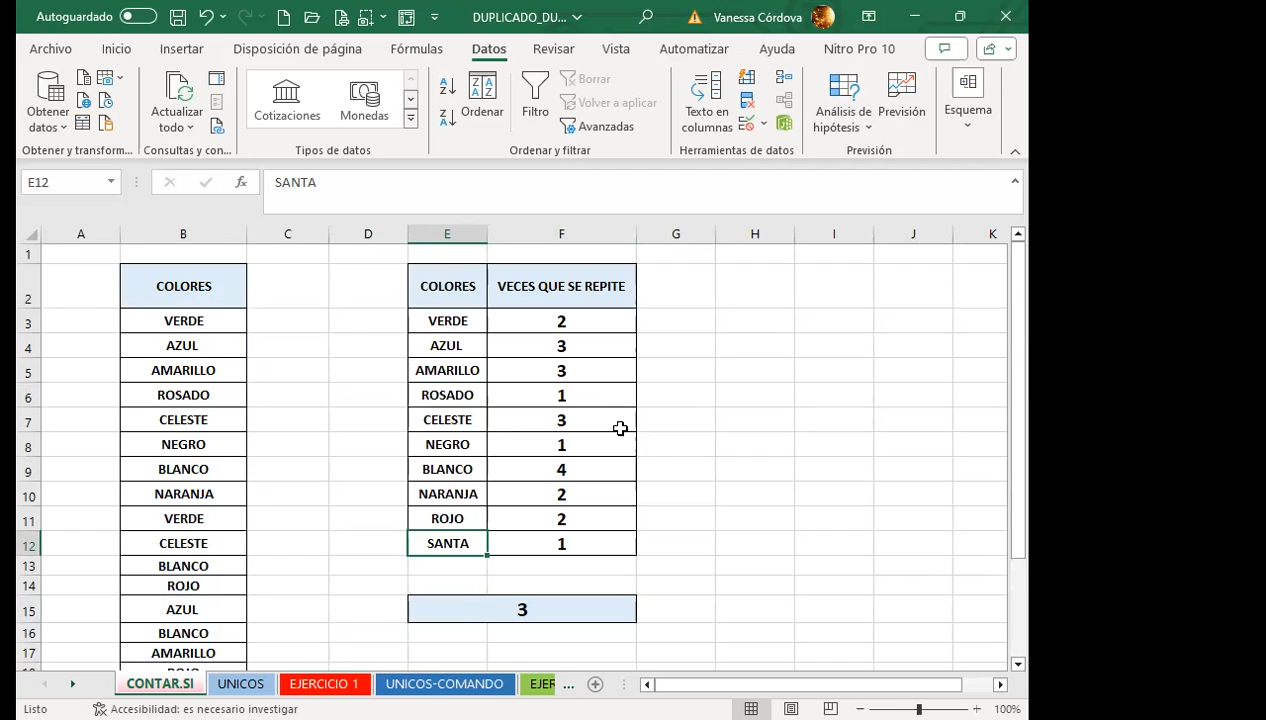 Autoguardado DUPLICADO_DU... Vanessa Córdova
Archivo Inicio Insertar Disposición de página Fórmulas Datos Revisar Vista Automatizar Ayuda Nitro Pro 10
Obtener datos Actualizar todo Cotizaciones Monedas Ordenar Filtro Borrar Volver a aplicar Avanzadas Texto en columnas Análisis de hipótesis Previsión Esquema
Obtener y transform... Consultas y con... Tipos de datos Ordenar y filtrar Herramientas de datos Previsión
E12 fx SANTA
A B C D E F G H I J K
1
2 COLORES COLORES VECES QUE SE REPITE
3 VERDE VERDE 2
4 AZUL AZUL 3
5 AMARILLO AMARILLO 3
6 ROSADO ROSADO 1
7 CELESTE CELESTE 3
8 NEGRO NEGRO 1
9 BLANCO BLANCO 4
10 NARANJA NARANJA 2
11 VERDE ROJO 2
12 CELESTE SANTA 1
13 BLANCO
14 ROJO
15 AZUL 3
16 BLANCO
17 AMARILLO
CONTAR.SI UNICOS EJERCICIO 1 UNICOS-COMANDO EJER ...
Listo Accesibilidad: es necesario investigar 100%